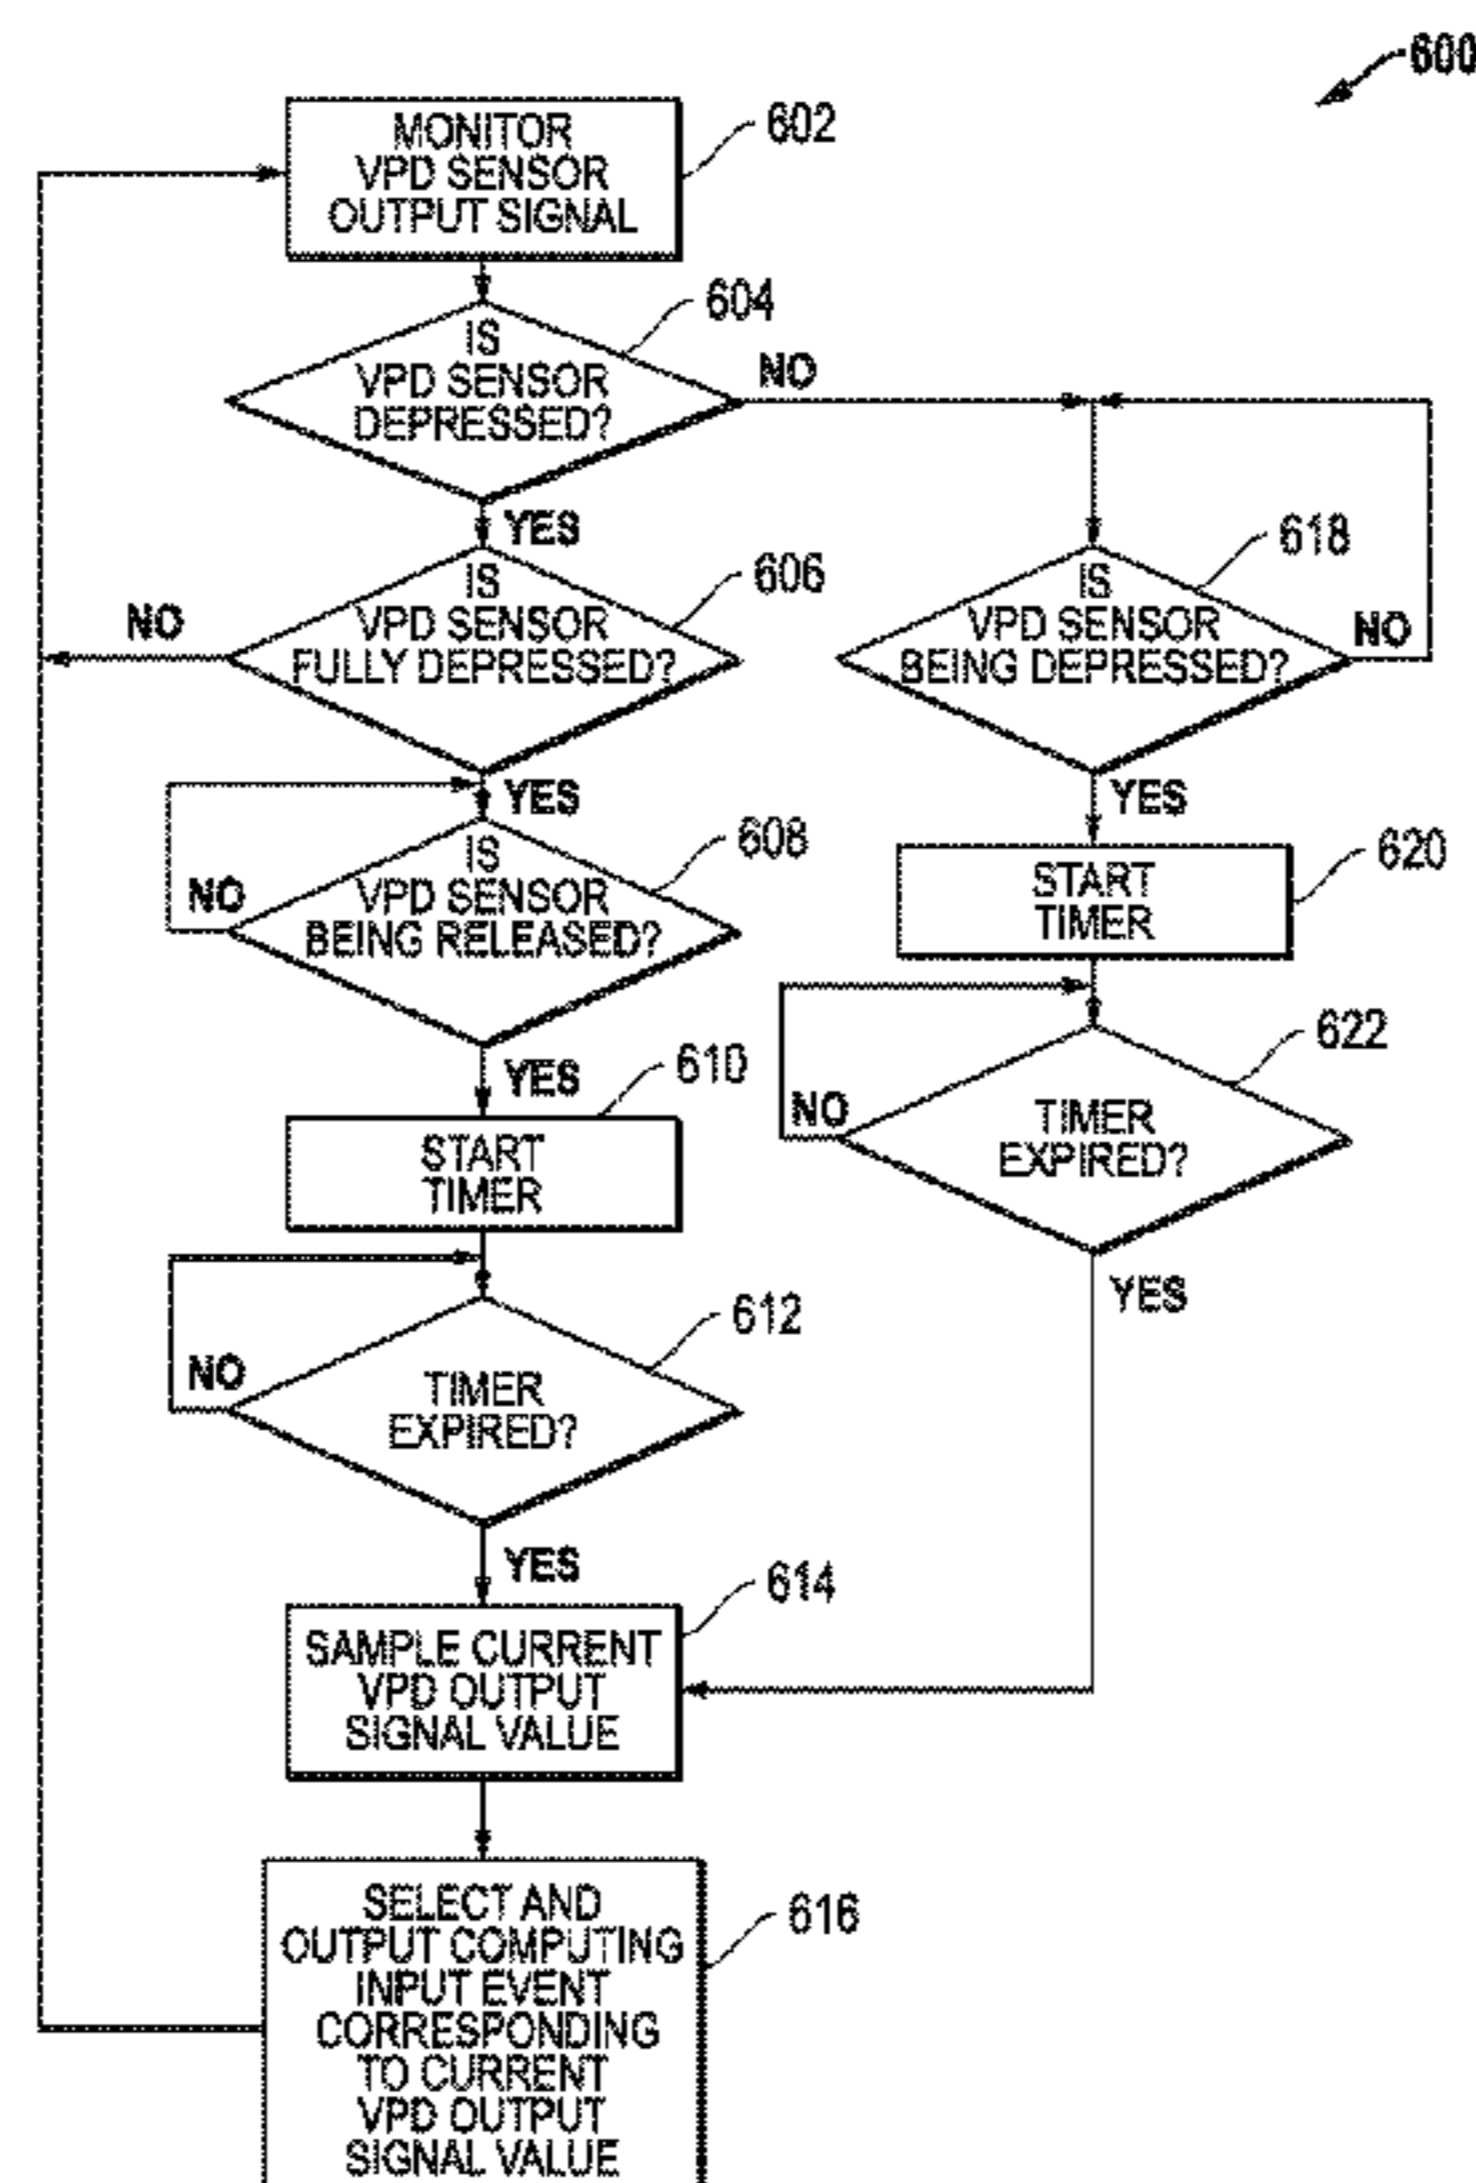 600
MONITOR
VPD SENSOR
OUTPUT SIGNAL
602
IS
VPD SENSOR
DEPRESSED?
604
NO
YES
IS
VPD SENSOR
FULLY DEPRESSED?
606
NO
YES
IS
VPD SENSOR
BEING RELEASED?
608
NO
YES
START
TIMER
610
TIMER
EXPIRED?
612
NO
YES
SAMPLE CURRENT
VPD OUTPUT
SIGNAL VALUE
614
SELECT AND
OUTPUT COMPUTING
INPUT EVENT
CORRESPONDING
TO CURRENT
VPD OUTPUT
SIGNAL VALUE
616
IS
VPD SENSOR
BEING DEPRESSED?
618
NO
YES
START
TIMER
620
TIMER
EXPIRED?
622
NO
YES